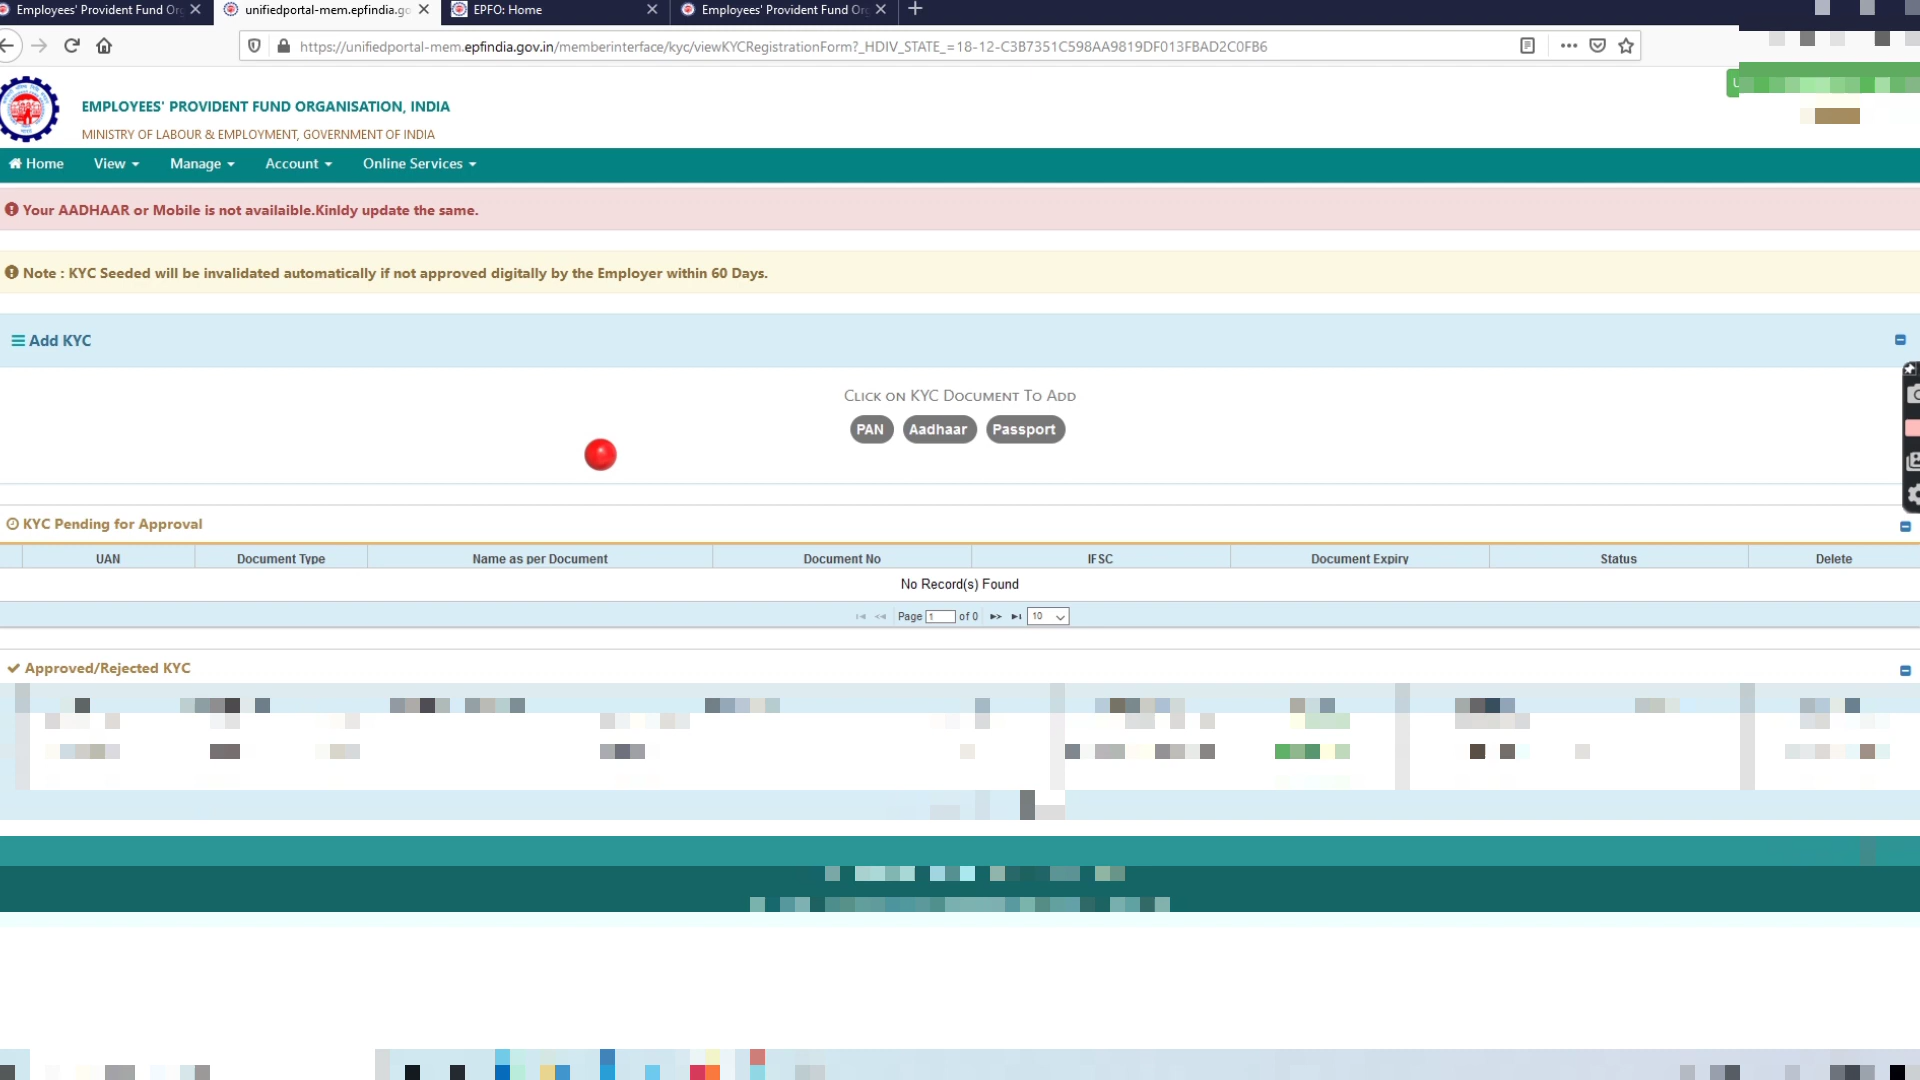 Employees' Provident Fund Or
unifiedportal-mem.epfindia.go
EPFO: Home
Employees' Provident Fund Or
https://unifiedportal-mem.epfindia.gov.in/memberinterface/kyc/viewKYCRegistrationForm?_HDIV_STATE_=18-12-C3B7351C598AA9819DF013FBAD2C0FB6
EMPLOYEES' PROVIDENT FUND ORGANISATION, INDIA
MINISTRY OF LABOUR & EMPLOYMENT, GOVERNMENT OF INDIA
Home View Manage Account Online Services
Your AADHAAR or Mobile is not availaible.Kinldy update the same.
Note : KYC Seeded will be invalidated automatically if not approved digitally by the Employer within 60 Days.
Add KYC
Click on KYC Document To Add
PAN Aadhaar Passport
KYC Pending for Approval
UAN Document Type Name as per Document Document No IFSC Document Expiry Status Delete
No Record(s) Found
Page 1 of 0 10
Approved/Rejected KYC